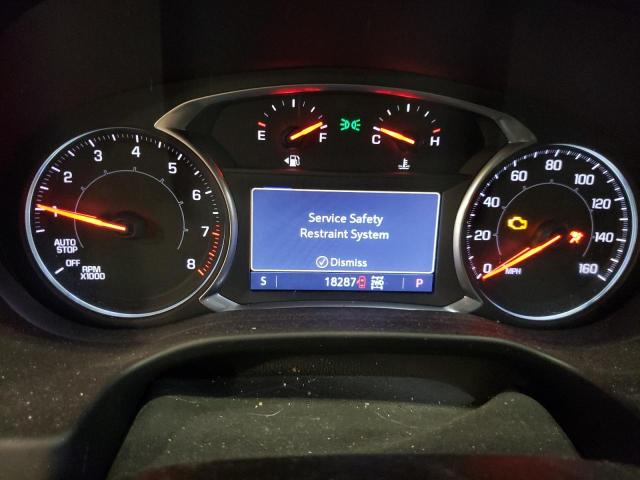 E F C H
1 2 3 4 5 6 7 8
AUTO
STOP
OFF
RPM
X1000
Service Safety
Restraint System
Dismiss
S 18287 2WD P
0 20 40 60 80 100 120 140 160
MPH